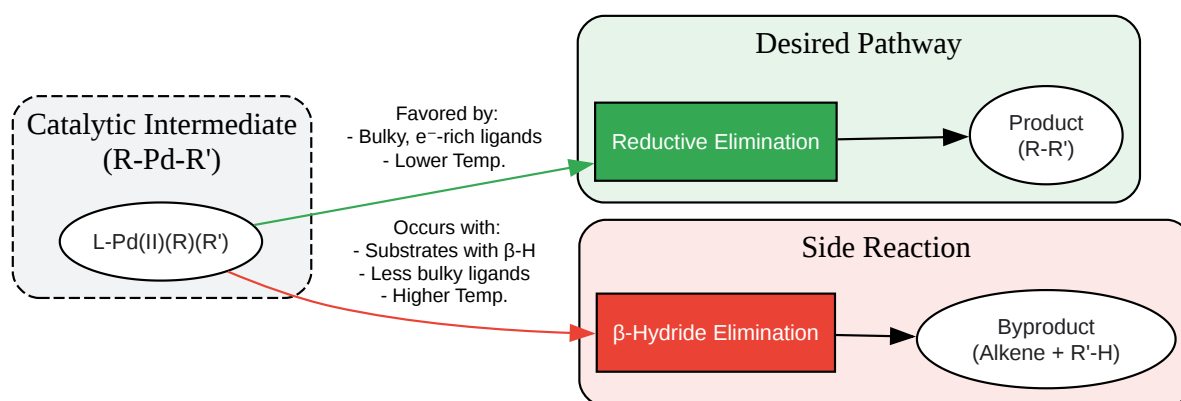 Catalytic Intermediate
(R-Pd-R')
L-Pd(II)(R)(R')
Favored by:
- Bulky, e⁻-rich ligands
- Lower Temp.
Occurs with:
- Substrates with β-H
- Less bulky ligands
- Higher Temp.
Desired Pathway
Reductive Elimination
Product
(R-R')
Side Reaction
β-Hydride Elimination
Byproduct
(Alkene + R'-H)